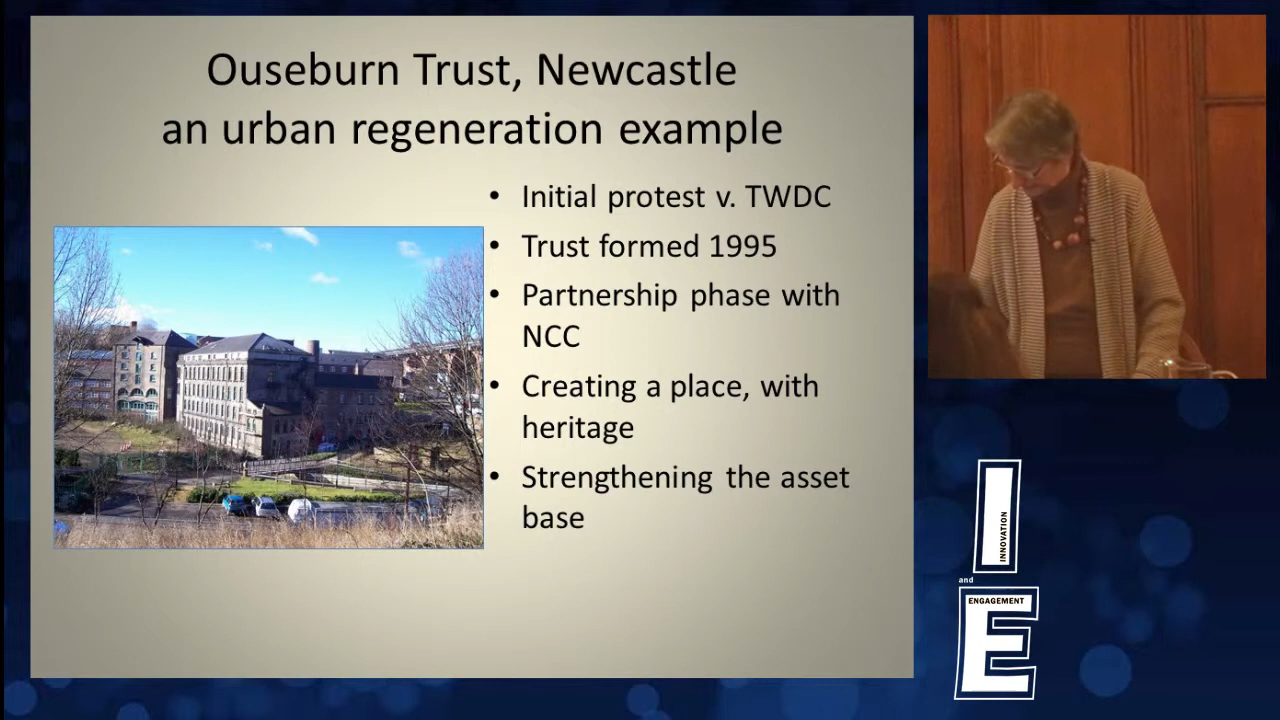 Ouseburn Trust, Newcastle
an urban regeneration example
• Initial protest v. TWDC
• Trust formed 1995
• Partnership phase with
NCC
• Creating a place, with
heritage
• Strengthening the asset
base
I
INNOVATION
and
ENGAGEMENT
E